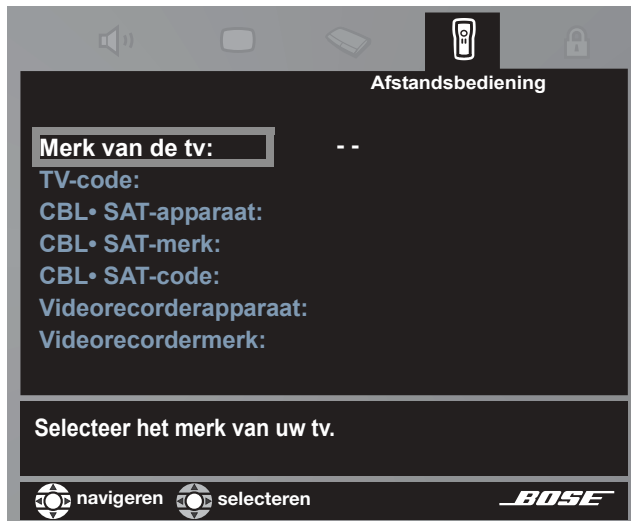 Afstandsbediening
Merk van de tv: - -
TV-code:
CBL• SAT-apparaat:
CBL• SAT-merk:
CBL• SAT-code:
Videorecorderapparaat:
Videorecordermerk:
Selecteer het merk van uw tv.
navigeren selecteren BOSE